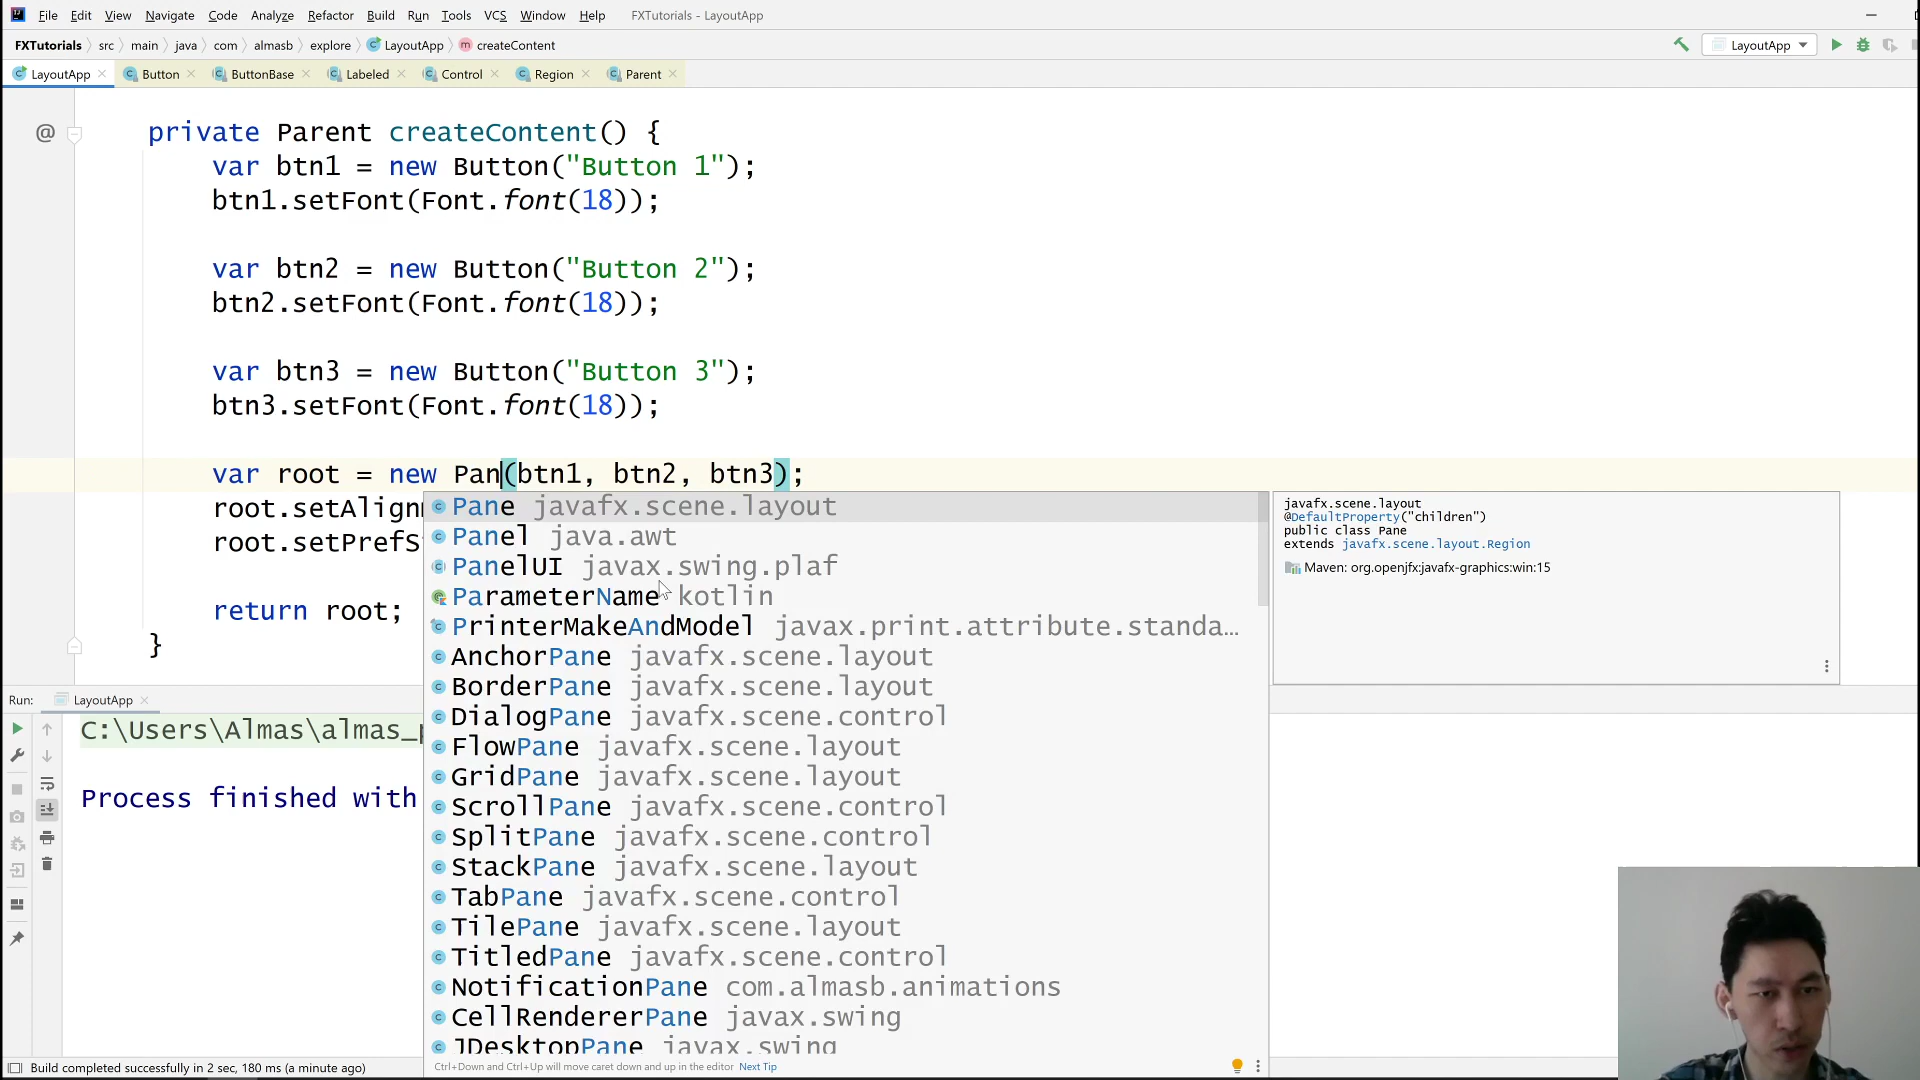 File Edit View Navigate Code Analyze Refactor Build Run Tools VCS Window Help FXTutorials - LayoutApp
FXTutorials src main java com almasb explore LayoutApp createContent LayoutApp
LayoutApp Button ButtonBase Labeled Control Region Parent
@ private Parent createContent() {
var btn1 = new Button("Button 1");
btn1.setFont(Font.font(18));
var btn2 = new Button("Button 2");
btn2.setFont(Font.font(18));
var btn3 = new Button("Button 3");
btn3.setFont(Font.font(18));
var root = new Pan(btn1, btn2, btn3);
root.setAlign
root.setPrefS
return root;
}
Pane javafx.scene.layout
Panel java.awt
PanelUI javax.swing.plaf
ParameterName kotlin
PrinterMakeAndModel javax.print.attribute.standa…
AnchorPane javafx.scene.layout
BorderPane javafx.scene.layout
DialogPane javafx.scene.control
FlowPane javafx.scene.layout
GridPane javafx.scene.layout
ScrollPane javafx.scene.control
SplitPane javafx.scene.control
StackPane javafx.scene.layout
TabPane javafx.scene.control
TilePane javafx.scene.layout
TitledPane javafx.scene.control
NotificationPane com.almasb.animations
CellRendererPane javax.swing
JDesktopPane javax.swing
Ctrl+Down and Ctrl+Up will move caret down and up in the editor Next Tip
javafx.scene.layout
@DefaultProperty("children")
public class Pane
extends javafx.scene.layout.Region
Maven: org.openjfx:javafx-graphics:win:15
Run: LayoutApp
C:\Users\Almas\almas_
Process finished with
Build completed successfully in 2 sec, 180 ms (a minute ago)